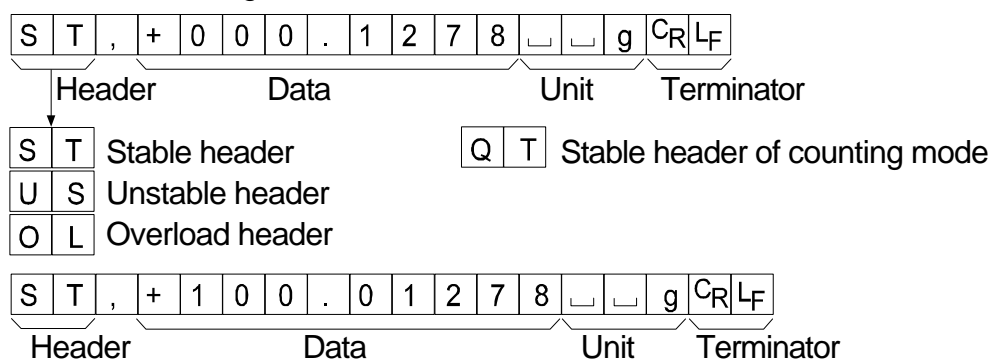 S T , + 0 0 0 . 1 2 7 8 ␣ ␣ g CR LF
Header Data Unit Terminator
S T Stable header Q T Stable header of counting mode
U S Unstable header
O L Overload header
S T , + 1 0 0 . 0 1 2 7 8 ␣ ␣ g CR LF
Header Data Unit Terminator